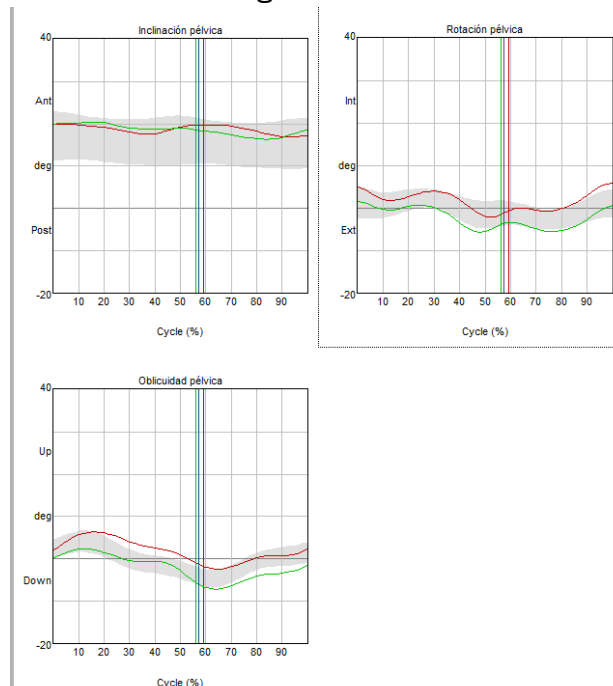 Inclinación pélvica
40
Ant
deg
Post
-20
10 20 30 40 50 60 70 80 90
Cycle (%)
Rotación pélvica
40
Int
deg
Ext
-20
10 20 30 40 50 60 70 80 90
Cycle (%)
Oblicuidad pélvica
40
Up
deg
Down
-20
10 20 30 40 50 60 70 80 90
Cycle (%)